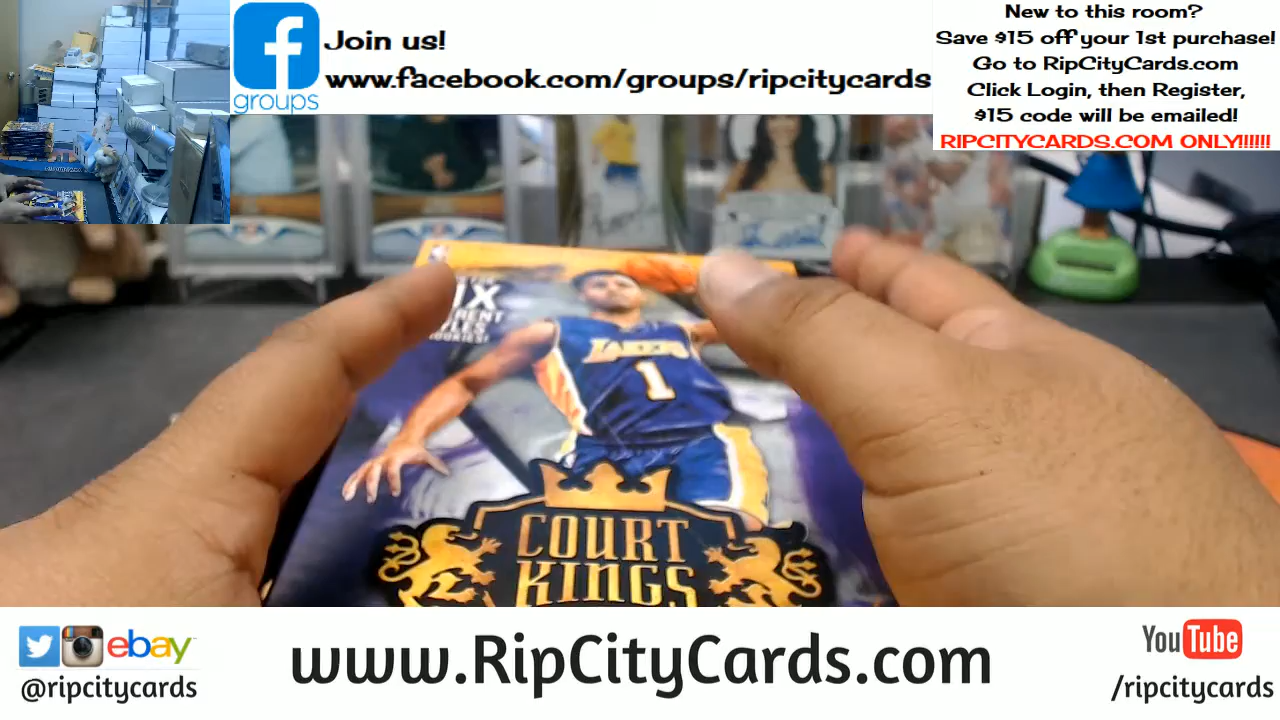 Join us!
www.facebook.com/groups/ripcitycards
groups
New to this room?
Save $15 off your 1st purchase!
Go to RipCityCards.com
Click Login, then Register,
$15 code will be emailed!
RIPCITYCARDS.COM ONLY!!!!!!
LAKERS
1
COURT
KINGS
ebay
@ripcitycards
www.RipCityCards.com
YouTube
/ripcitycards